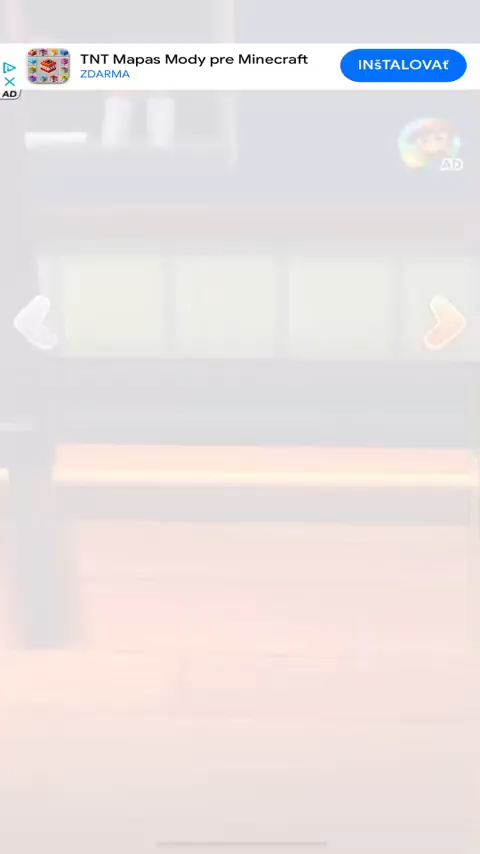 TNT Mapas Mody pre Minecraft
ZDARMA
INŠTALOVAŤ
AD
AD